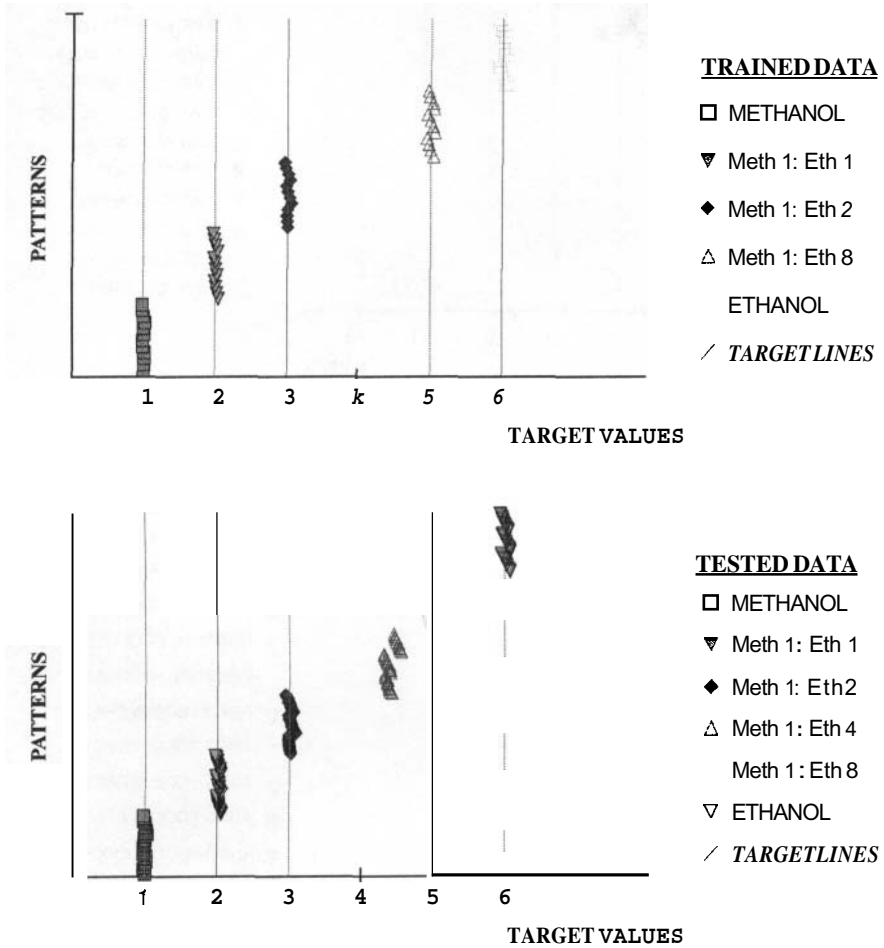 TRAINED DATA
METHANOL
Meth 1: Eth 1
Meth 1: Eth 2
Meth 1: Eth 8
ETHANOL
TARGET LINES
PATTERNS
1 2 3 k 5 6
TARGET VALUES
TESTED DATA
METHANOL
Meth 1: Eth 1
Meth 1: Eth2
Meth 1: Eth 4
Meth 1: Eth 8
ETHANOL
TARGETLINES
PATTERNS
1 2 3 4 5 6
TARGET VALUES